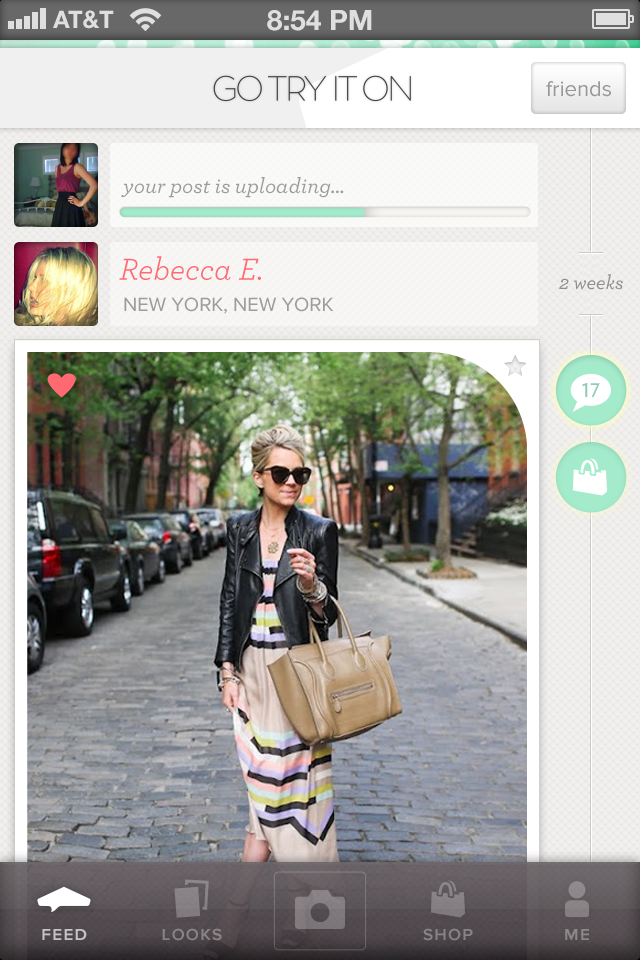 AT&T 8:54 PM
GO TRY IT ON
friends
your post is uploading...
Rebecca E.
NEW YORK, NEW YORK
2 weeks
17
FEED LOOKS SHOP ME